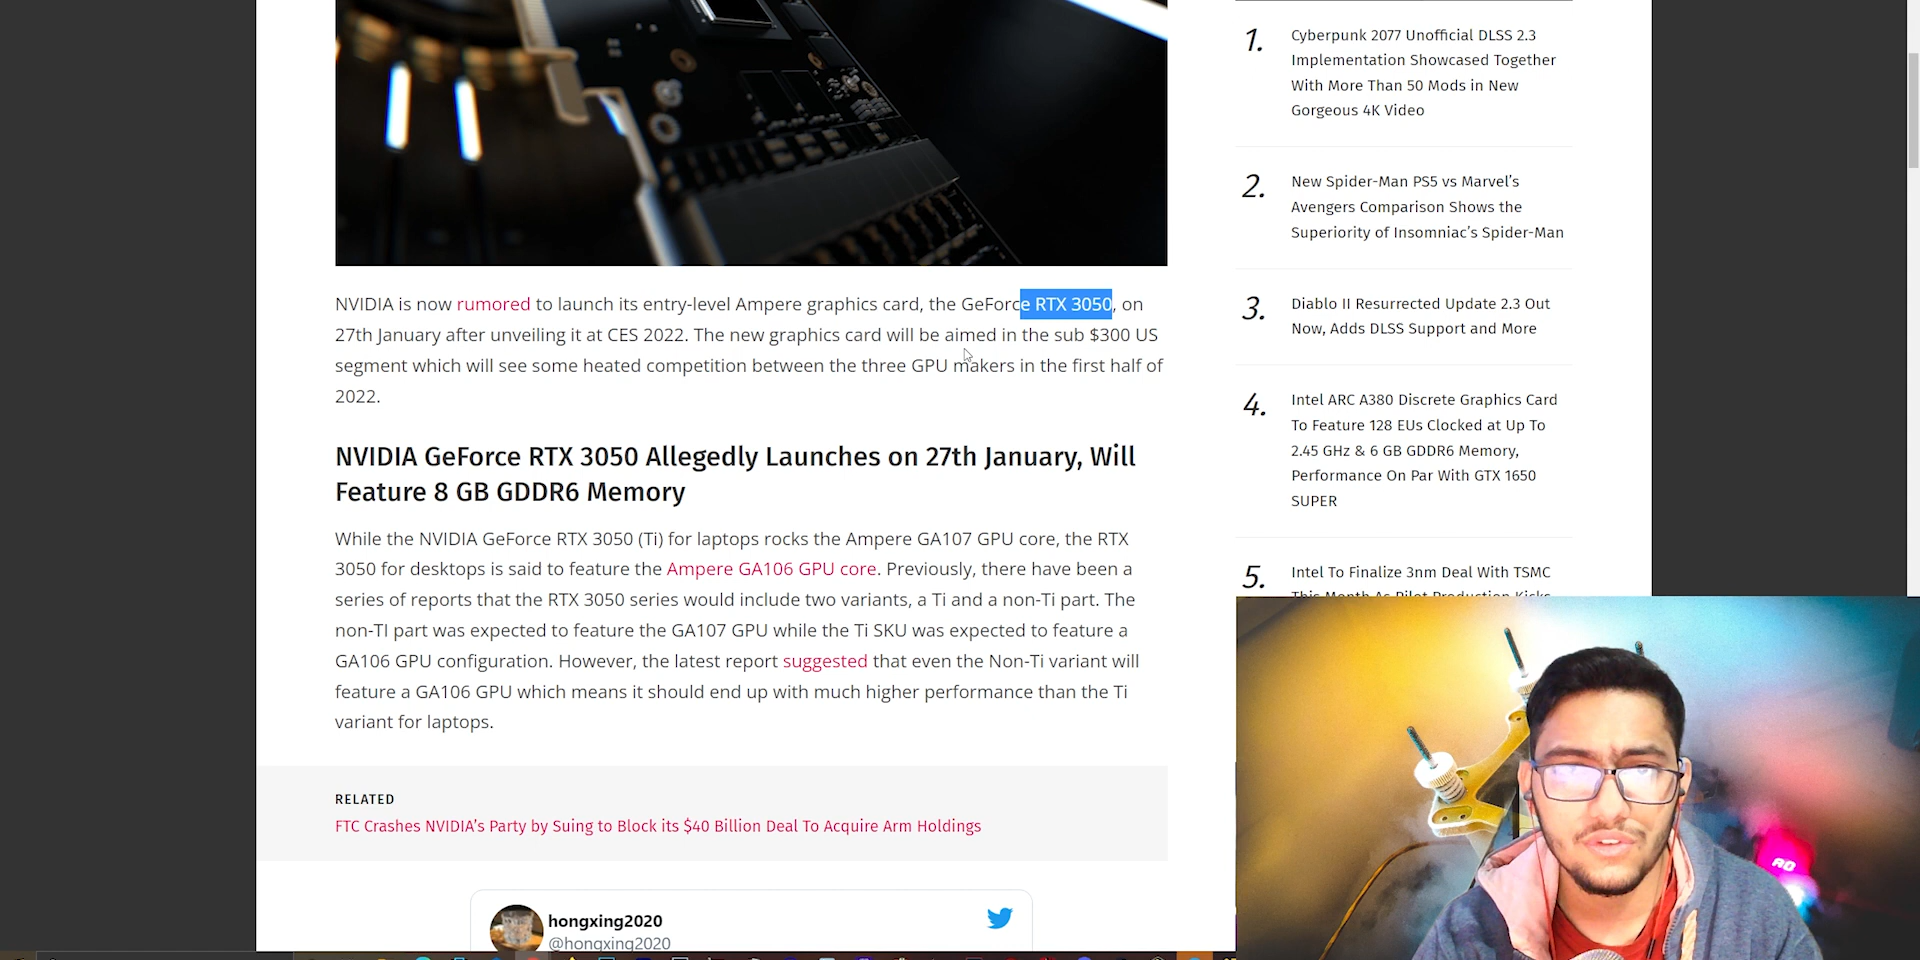 NVIDIA is now rumored to launch its entry-level Ampere graphics card, the GeForce RTX 3050, on
27th January after unveiling it at CES 2022. The new graphics card will be aimed in the sub $300 US
segment which will see some heated competition between the three GPU makers in the first half of
2022.
NVIDIA GeForce RTX 3050 Allegedly Launches on 27th January, Will
Feature 8 GB GDDR6 Memory
While the NVIDIA GeForce RTX 3050 (Ti) for laptops rocks the Ampere GA107 GPU core, the RTX
3050 for desktops is said to feature the Ampere GA106 GPU core. Previously, there have been a
series of reports that the RTX 3050 series would include two variants, a Ti and a non-Ti part. The
non-TI part was expected to feature the GA107 GPU while the Ti SKU was expected to feature a
GA106 GPU configuration. However, the latest report suggested that even the Non-Ti variant will
feature a GA106 GPU which means it should end up with much higher performance than the Ti
variant for laptops.
RELATED
FTC Crashes NVIDIA's Party by Suing to Block its $40 Billion Deal To Acquire Arm Holdings
hongxing2020
@hongxing2020
1. Cyberpunk 2077 Unofficial DLSS 2.3
Implementation Showcased Together
With More Than 50 Mods in New
Gorgeous 4K Video
2. New Spider-Man PS5 vs Marvel's
Avengers Comparison Shows the
Superiority of Insomniac's Spider-Man
3. Diablo II Resurrected Update 2.3 Out
Now, Adds DLSS Support and More
4. Intel ARC A380 Discrete Graphics Card
To Feature 128 EUs Clocked at Up To
2.45 GHz & 6 GB GDDR6 Memory,
Performance On Par With GTX 1650
SUPER
5. Intel To Finalize 3nm Deal With TSMC
This Month As Pilot Production Kicks